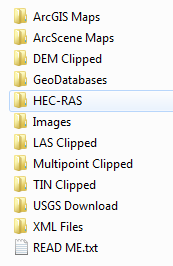 ArcGIS Maps
ArcScene Maps
DEM Clipped
GeoDatabases
HEC-RAS
Images
LAS Clipped
Multipoint Clipped
TIN Clipped
USGS Download
XML Files
READ ME.txt